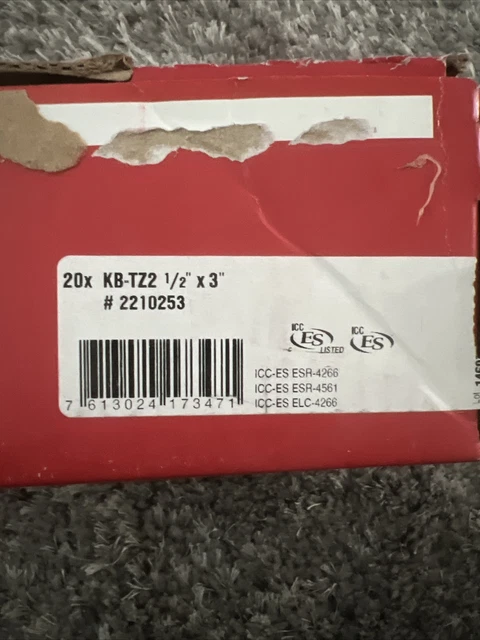 20x KB-TZ2 1/2" x 3"
# 2210253
ICC
ES
LISTED
ICC
ES
ICC-ES ESR-4266
ICC-ES ESR-4561
ICC-ES ELC-4266
7 613024 173471